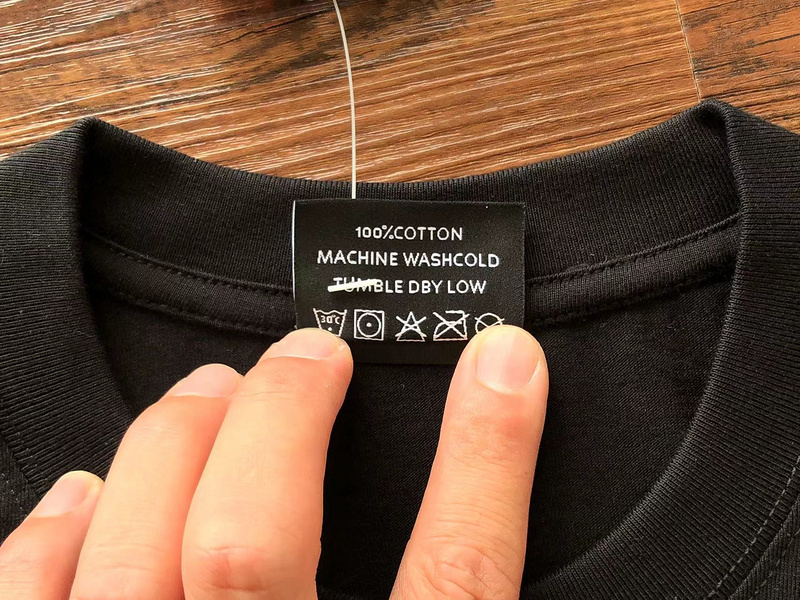 100%COTTON
MACHINE WASHCOLD
TUMBLE DBY LOW
30°C